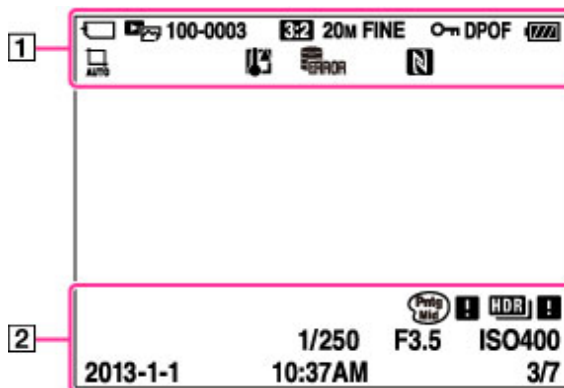 1
100-0003 3:2 20M FINE DPOF
AUTO ERROR N
2
Pntg Mid ! HDR !
1/250 F3.5 ISO400
2013-1-1 10:37AM 3/7